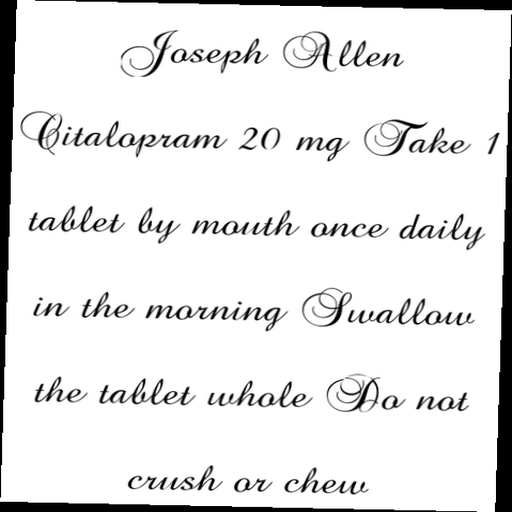 Joseph Allen
Citalopram 20 mg Take 1
tablet by mouth once daily
in the morning Swallow
the tablet whole Do not
crush or chew